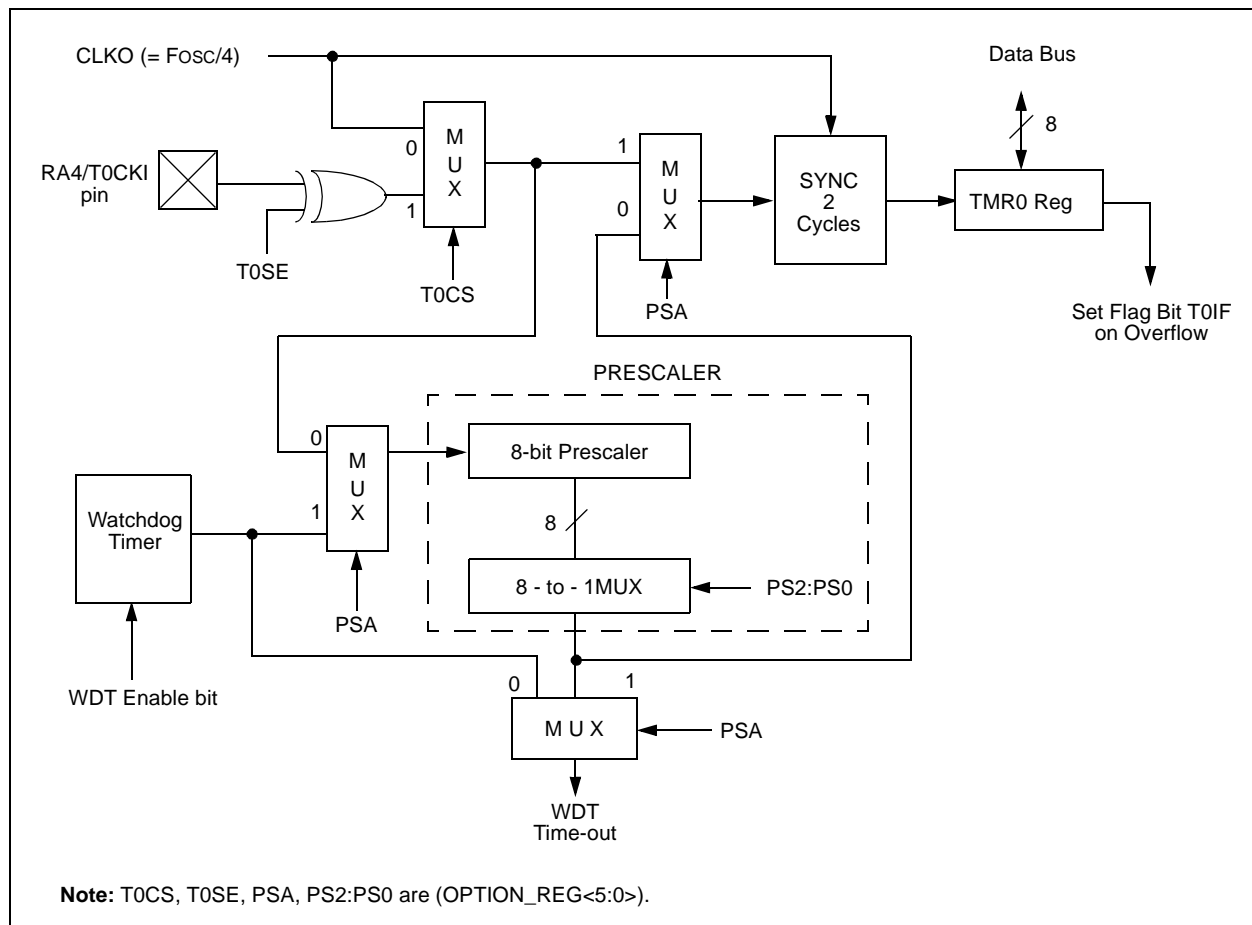 CLKO (= FOSC/4)
Data Bus
8
0
M
U
X
1
M
U
X
RA4/T0CKI
pin
1
0
SYNC
2
Cycles
TMR0 Reg
T0SE
T0CS
PSA
Set Flag Bit T0IF
on Overflow
PRESCALER
0
M
U
X
1
8-bit Prescaler
Watchdog
Timer
8
8 - to - 1MUX
PS2:PS0
PSA
WDT Enable bit
0
1
M U X
PSA
WDT
Time-out
Note: T0CS, T0SE, PSA, PS2:PS0 are (OPTION_REG<5:0>).